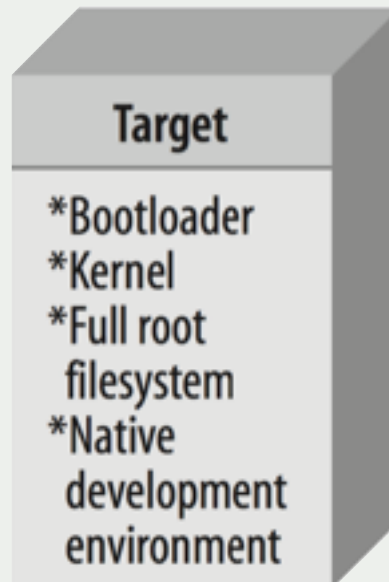 Target
*Bootloader
*Kernel
*Full root
filesystem
*Native
development
environment